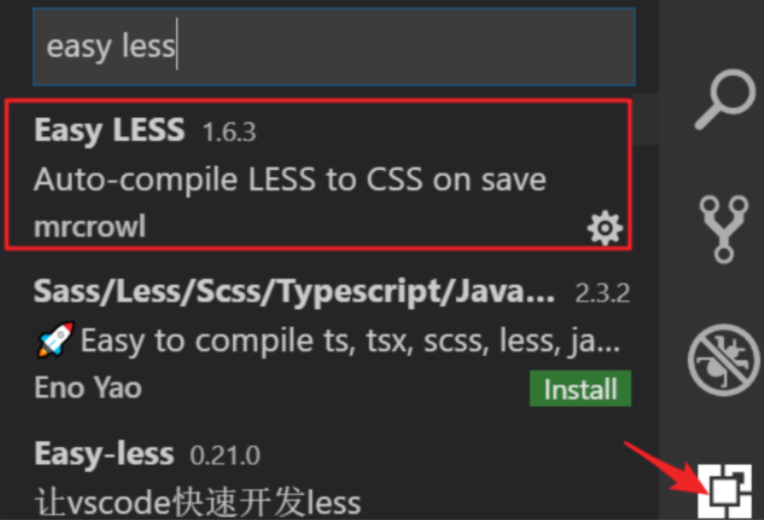 easy less
Easy LESS 1.6.3
Auto-compile LESS to CSS on save
mrcrowl
Sass/Less/Scss/Typescript/Java... 2.3.2
🚀Easy to compile ts, tsx, scss, less, ja...
Eno Yao Install
Easy-less 0.21.0
让vscode快速开发less